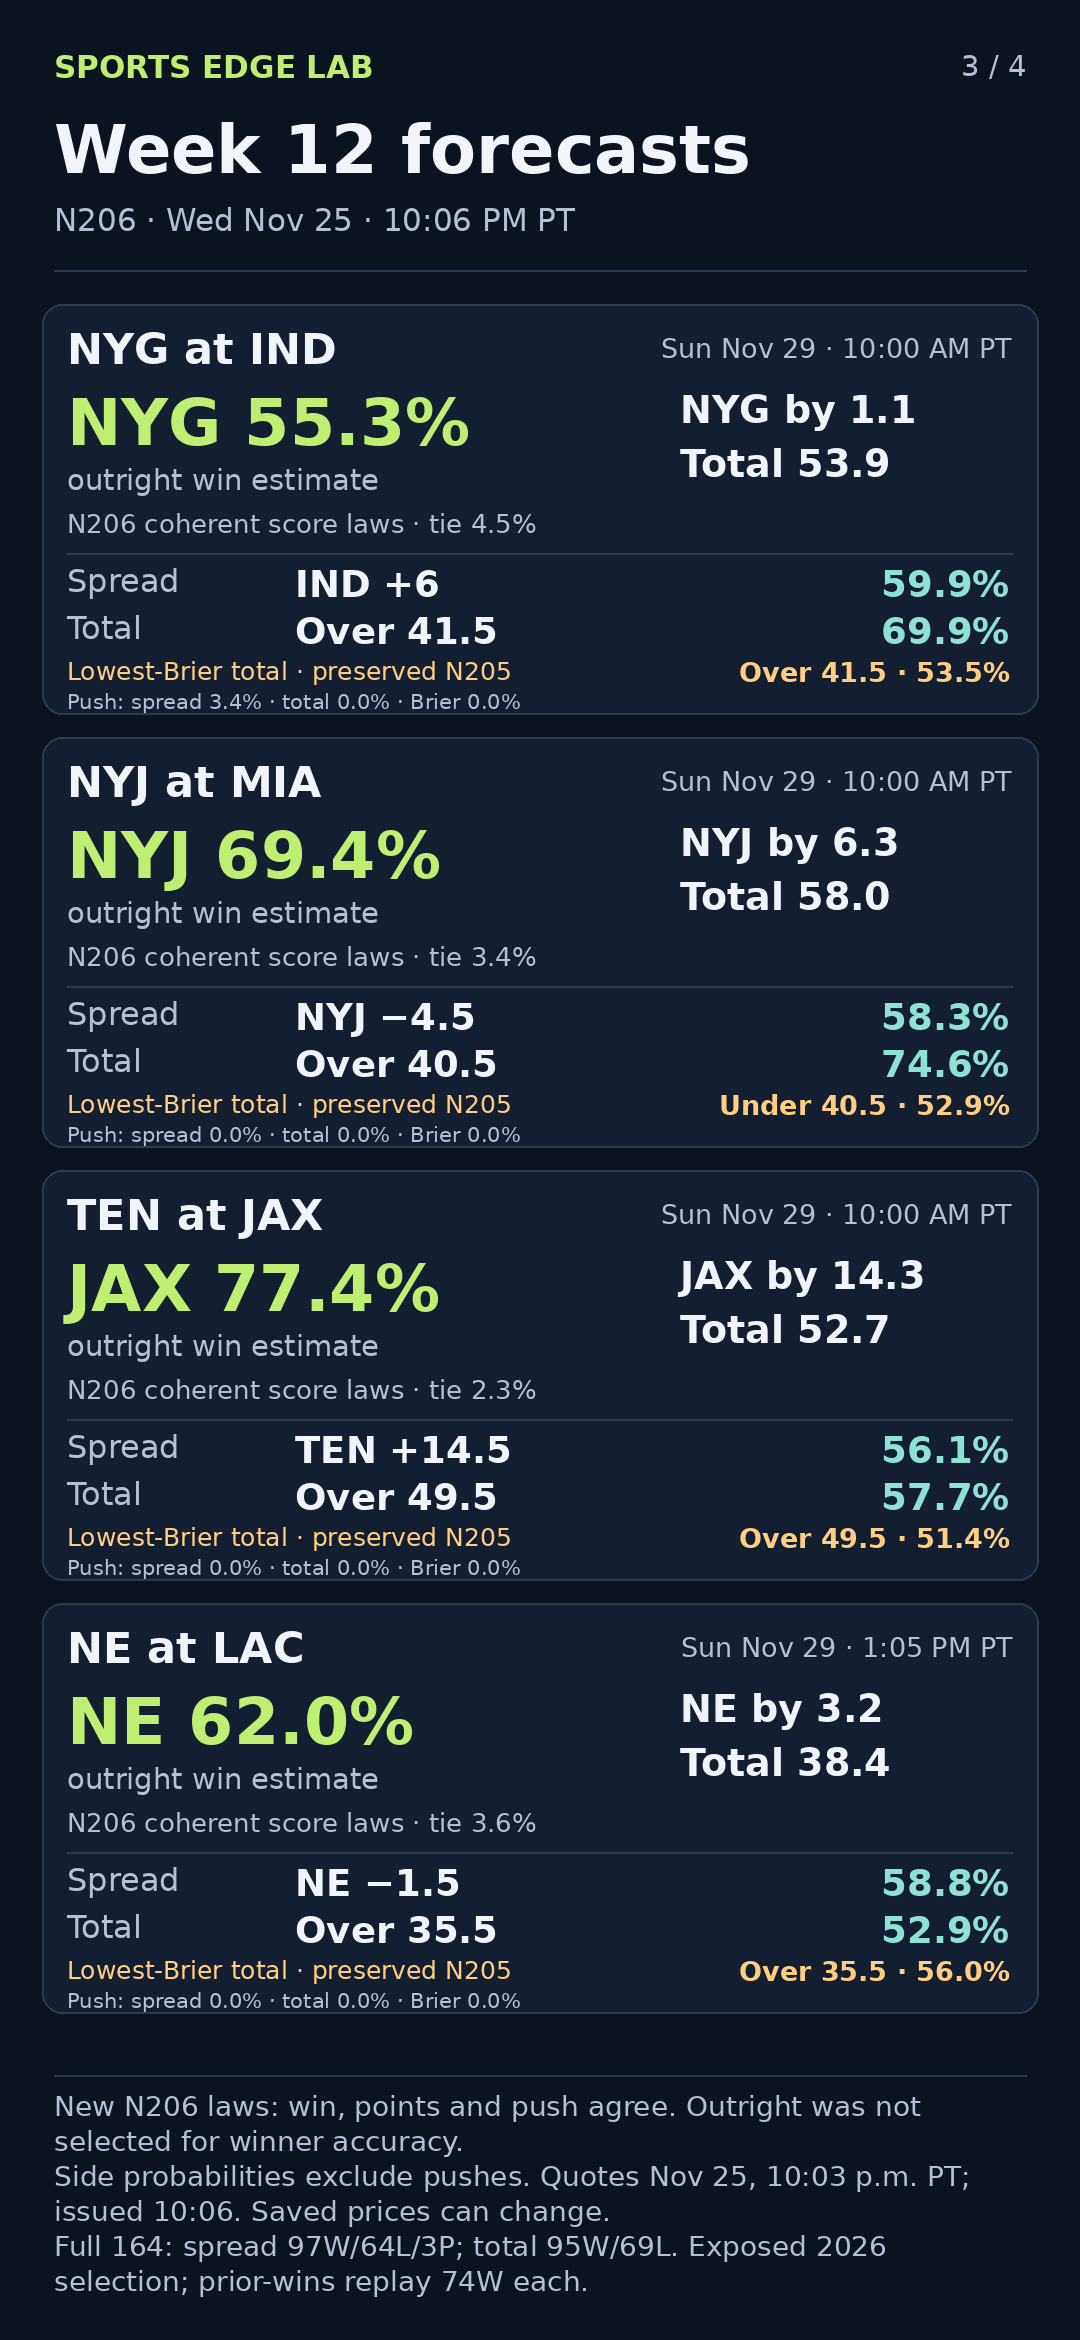 SPORTS EDGE LAB
3 / 4
Week 12 forecasts
N206 · Wed Nov 25 · 10:06 PM PT
NYG at IND
Sun Nov 29 · 10:00 AM PT
NYG 55.3%
NYG by 1.1
Total 53.9
outright win estimate
N206 coherent score laws · tie 4.5%
Spread IND +6 59.9%
Total Over 41.5 69.9%
Lowest-Brier total · preserved N205 Over 41.5 · 53.5%
Push: spread 3.4% · total 0.0% · Brier 0.0%
NYJ at MIA
Sun Nov 29 · 10:00 AM PT
NYJ 69.4%
NYJ by 6.3
Total 58.0
outright win estimate
N206 coherent score laws · tie 3.4%
Spread NYJ −4.5 58.3%
Total Over 40.5 74.6%
Lowest-Brier total · preserved N205 Under 40.5 · 52.9%
Push: spread 0.0% · total 0.0% · Brier 0.0%
TEN at JAX
Sun Nov 29 · 10:00 AM PT
JAX 77.4%
JAX by 14.3
Total 52.7
outright win estimate
N206 coherent score laws · tie 2.3%
Spread TEN +14.5 56.1%
Total Over 49.5 57.7%
Lowest-Brier total · preserved N205 Over 49.5 · 51.4%
Push: spread 0.0% · total 0.0% · Brier 0.0%
NE at LAC
Sun Nov 29 · 1:05 PM PT
NE 62.0%
NE by 3.2
Total 38.4
outright win estimate
N206 coherent score laws · tie 3.6%
Spread NE −1.5 58.8%
Total Over 35.5 52.9%
Lowest-Brier total · preserved N205 Over 35.5 · 56.0%
Push: spread 0.0% · total 0.0% · Brier 0.0%
New N206 laws: win, points and push agree. Outright was not
selected for winner accuracy.
Side probabilities exclude pushes. Quotes Nov 25, 10:03 p.m. PT;
issued 10:06. Saved prices can change.
Full 164: spread 97W/64L/3P; total 95W/69L. Exposed 2026
selection; prior-wins replay 74W each.